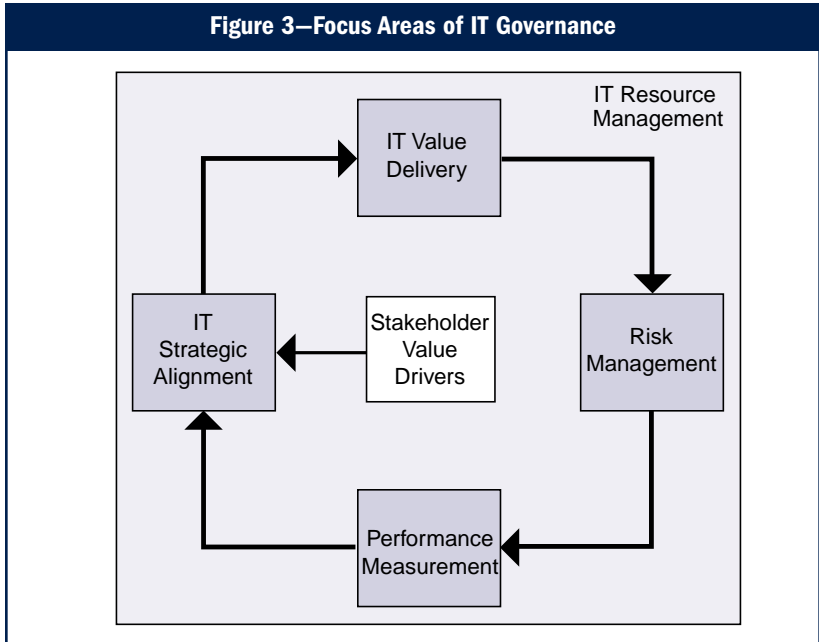 Figure 3—Focus Areas of IT Governance
IT Resource
Management
IT Value
Delivery
IT
Strategic
Alignment
Stakeholder
Value
Drivers
Risk
Management
Performance
Measurement